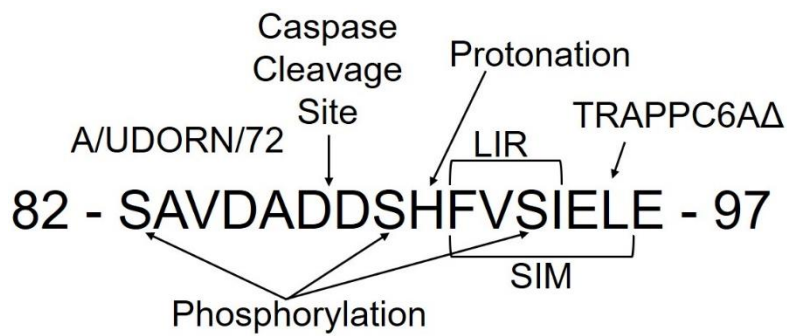 Caspase
Cleavage
Site
Protonation
A/UDORN/72
TRAPPC6AΔ
LIR
82 - SAVDADDSHFVSIELE - 97
SIM
Phosphorylation